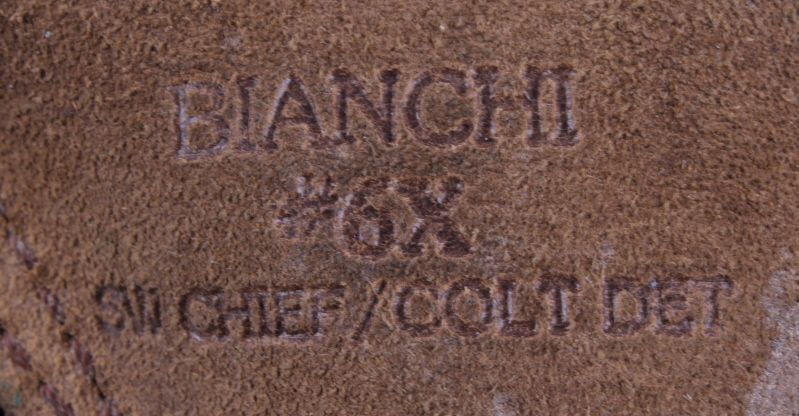 BIANCHI
#6X
SW CHIEF/COLT DET